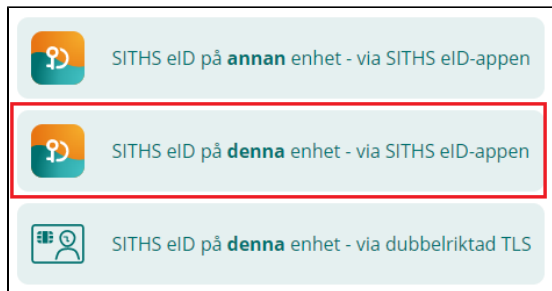 SITHS eID på annan enhet - via SITHS eID-appen
SITHS eID på denna enhet - via SITHS eID-appen
SITHS eID på denna enhet - via dubbelriktad TLS